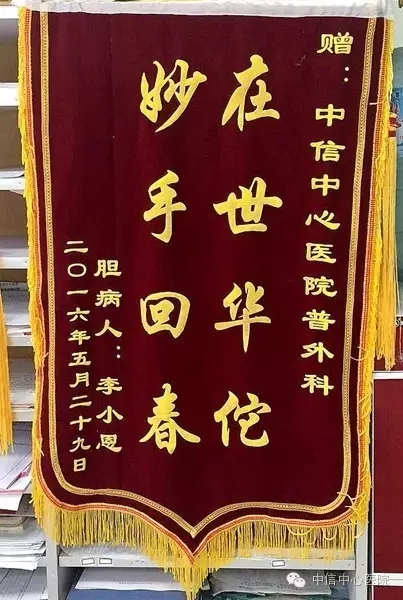 赠：中信中心医院普外科
在世华佗
妙手回春
胆病人：李小恩
二〇一六年五月二十九日
中信中心医院